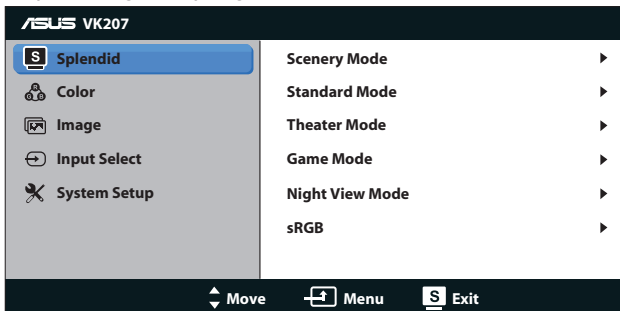 ASUS VK207
S Splendid
Color
Image
Input Select
System Setup
Scenery Mode
Standard Mode
Theater Mode
Game Mode
Night View Mode
sRGB
Move Menu S Exit